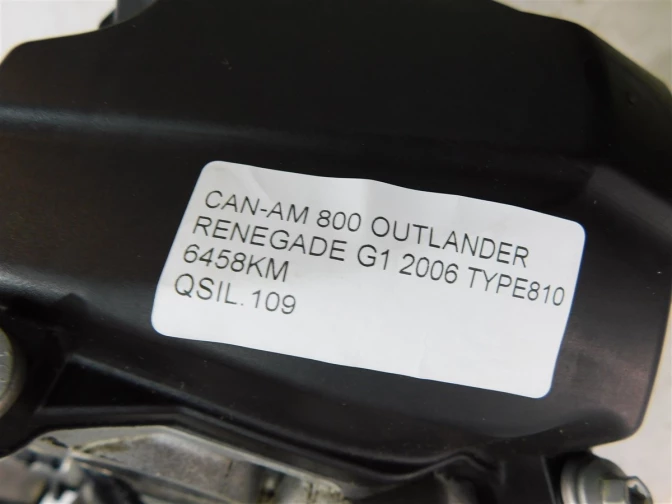 CAN-AM 800 OUTLANDER
RENEGADE G1 2006 TYPE810
6458KM
QSIL.109